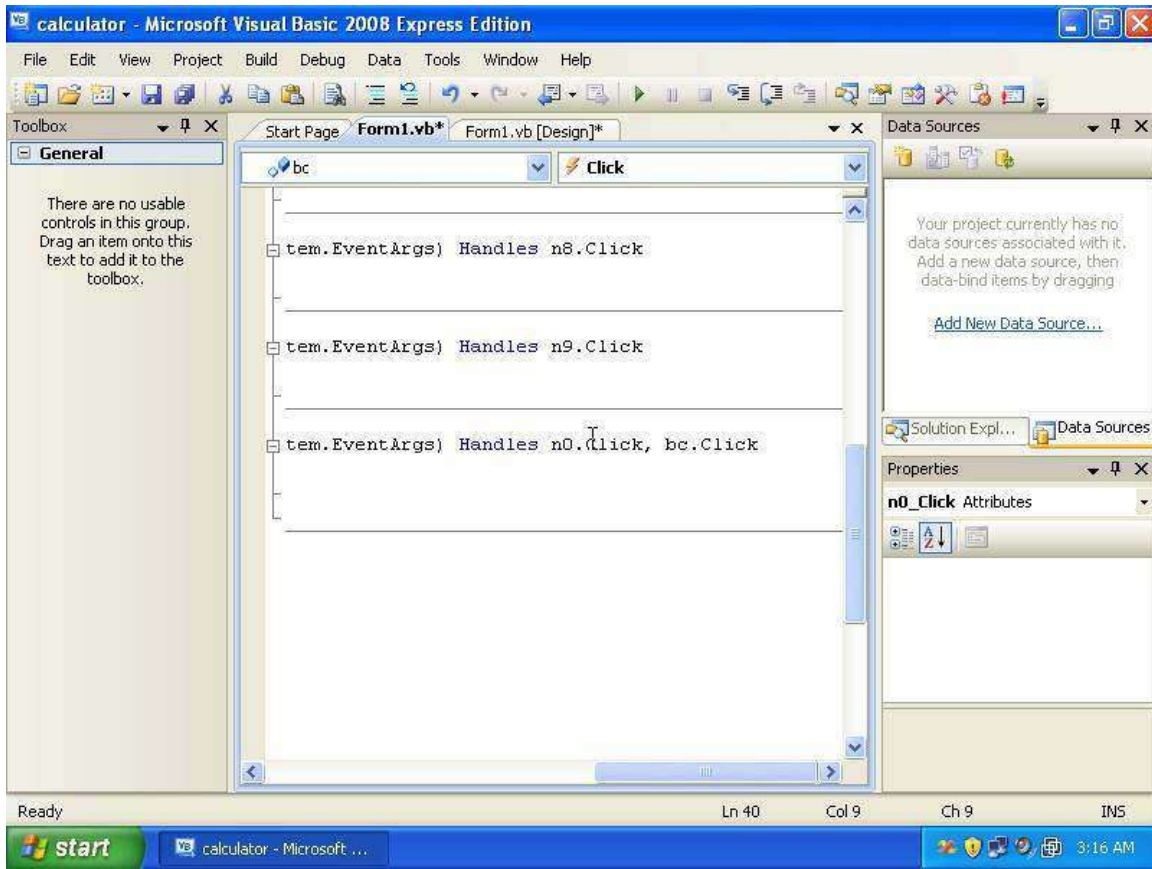 calculator - Microsoft Visual Basic 2008 Express Edition
File Edit View Project Build Debug Data Tools Window Help
Toolbox
General
There are no usable
controls in this group.
Drag an item onto this
text to add it to the
toolbox.
Start Page Form1.vb* Form1.vb [Design]*
bc Click
tem.EventArgs) Handles n8.Click
tem.EventArgs) Handles n9.Click
tem.EventArgs) Handles n0.Click, bc.Click
Data Sources
Your project currently has no
data sources associated with it.
Add a new data source, then
data-bind items by dragging
Add New Data Source...
Solution Expl... Data Sources
Properties
n0_Click Attributes
Ready Ln 40 Col 9 Ch 9 INS
start calculator - Microsoft ... 3:16 AM